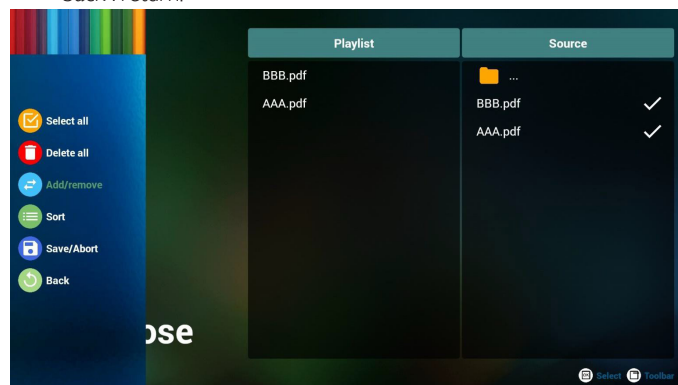 Playlist
Source
BBB.pdf
AAA.pdf
...
BBB.pdf
AAA.pdf
Select all
Delete all
Add/remove
Sort
Save/Abort
Back
ose
OK Select Toolbar